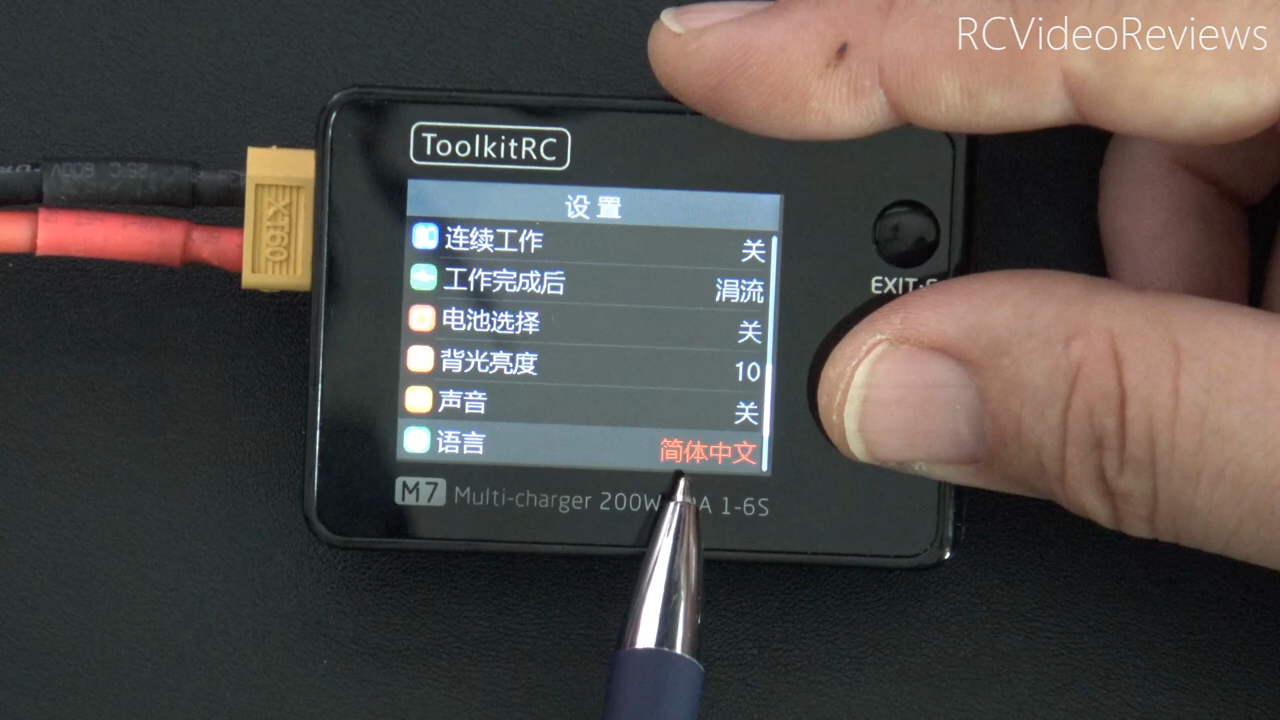 RCVideoReviews
ToolkitRC
设置
连续工作 关
工作完成后 涓流
电池选择 关
背光亮度 10
声音 关
语言 简体中文
XT60
EXIT:
M7 Multi-charger 200W A 1-6S